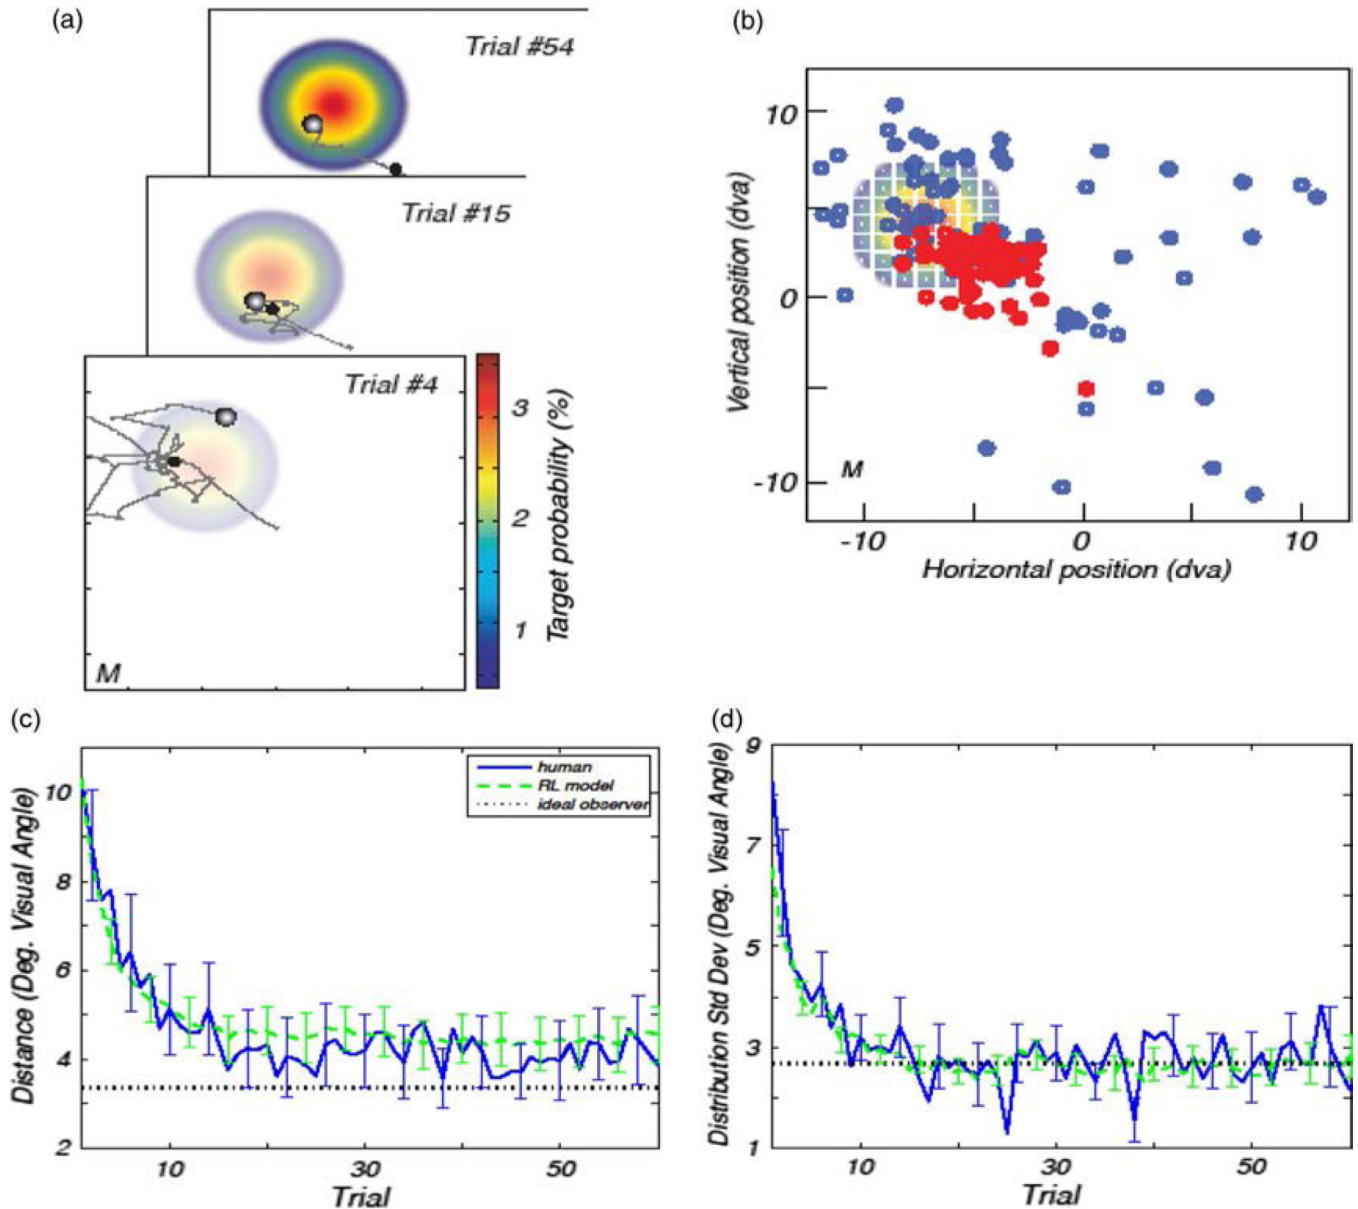 (a)
Trial #54
Trial #15
Trial #4
3
2
1
Target probability (%)
M
(b)
10
0
-10
Vertical position (dva)
M
-10 0 10
Horizontal position (dva)
(c)
10
8
6
4
2
Distance (Deg. Visual Angle)
human
RL model
ideal observer
10 30 50
Trial
(d)
9
7
5
3
1
Distribution Std Dev (Deg. Visual Angle)
10 30 50
Trial